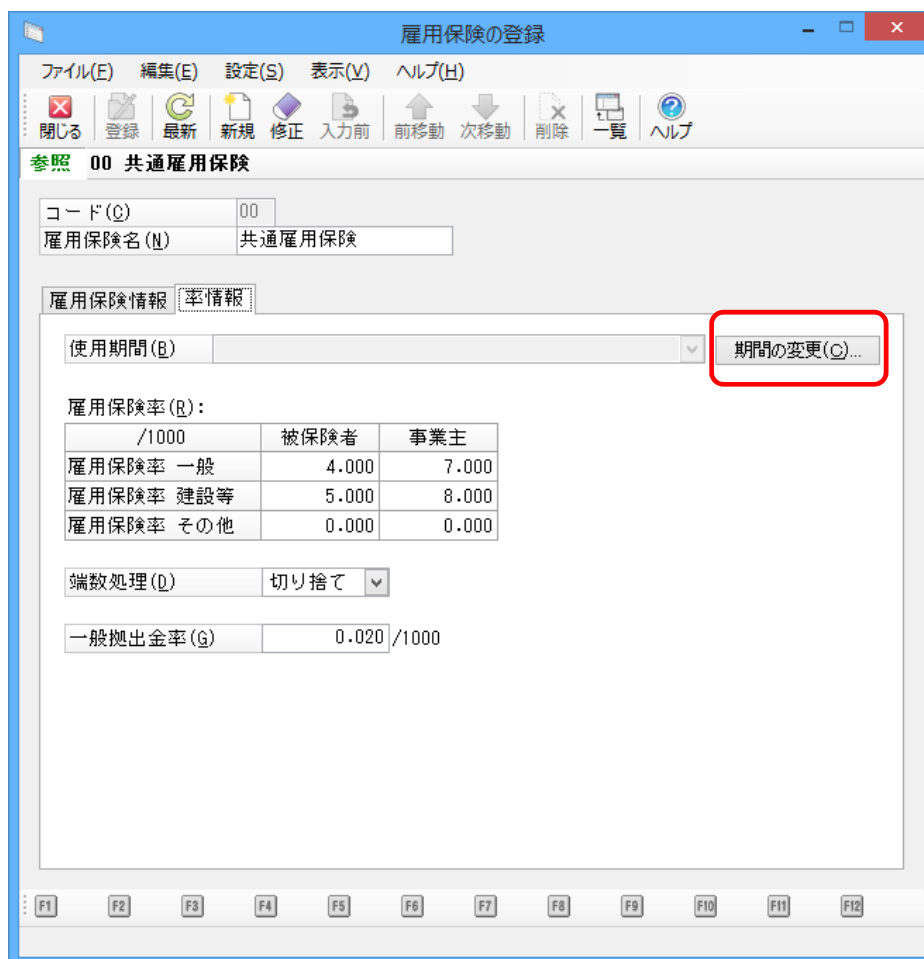 雇用保険の登録
ファイル(F) 編集(E) 設定(S) 表示(V) ヘルプ(H)
閉じる 登録 最新 新規 修正 入力前 前移動 次移動 削除 一覧 ヘルプ
参照 00 共通雇用保険
コード(C) 00
雇用保険名(N) 共通雇用保険
雇用保険情報 率情報
使用期間(B) 期間の変更(C)...
雇用保険率(R):
/1000 被保険者 事業主
雇用保険率 一般 4.000 7.000
雇用保険率 建設等 5.000 8.000
雇用保険率 その他 0.000 0.000
端数処理(D) 切り捨て
一般拠出金率(G) 0.020 /1000
F1 F2 F3 F4 F5 F6 F7 F8 F9 F10 F11 F12